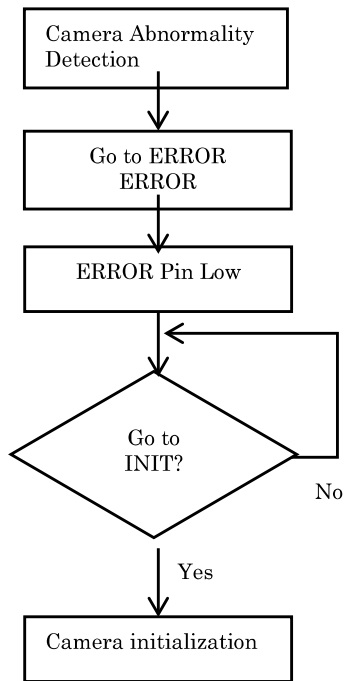 Camera Abnormality
Detection
Go to ERROR
ERROR
ERROR Pin Low
Go to
INIT?
No
Yes
Camera initialization